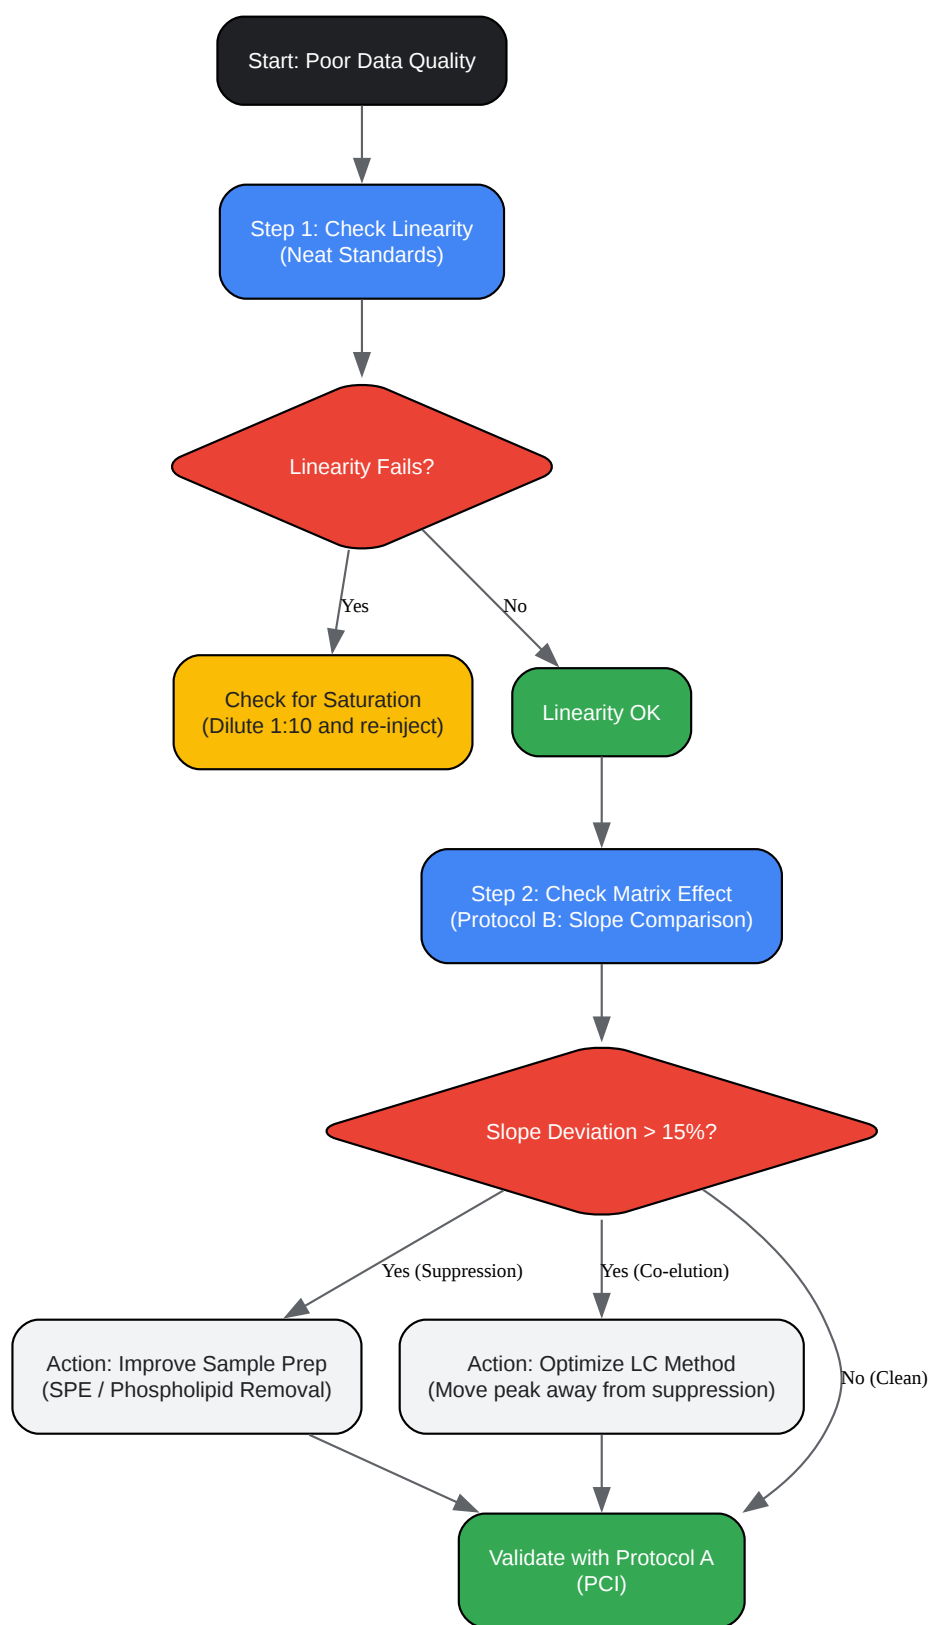 Start: Poor Data Quality
Step 1: Check Linearity
(Neat Standards)
Linearity Fails?
Yes
No
Check for Saturation
(Dilute 1:10 and re-inject)
Linearity OK
Step 2: Check Matrix Effect
(Protocol B: Slope Comparison)
Slope Deviation > 15%?
Yes (Suppression)
Yes (Co-elution)
Action: Improve Sample Prep
(SPE / Phospholipid Removal)
Action: Optimize LC Method
(Move peak away from suppression)
No (Clean)
Validate with Protocol A
(PCI)